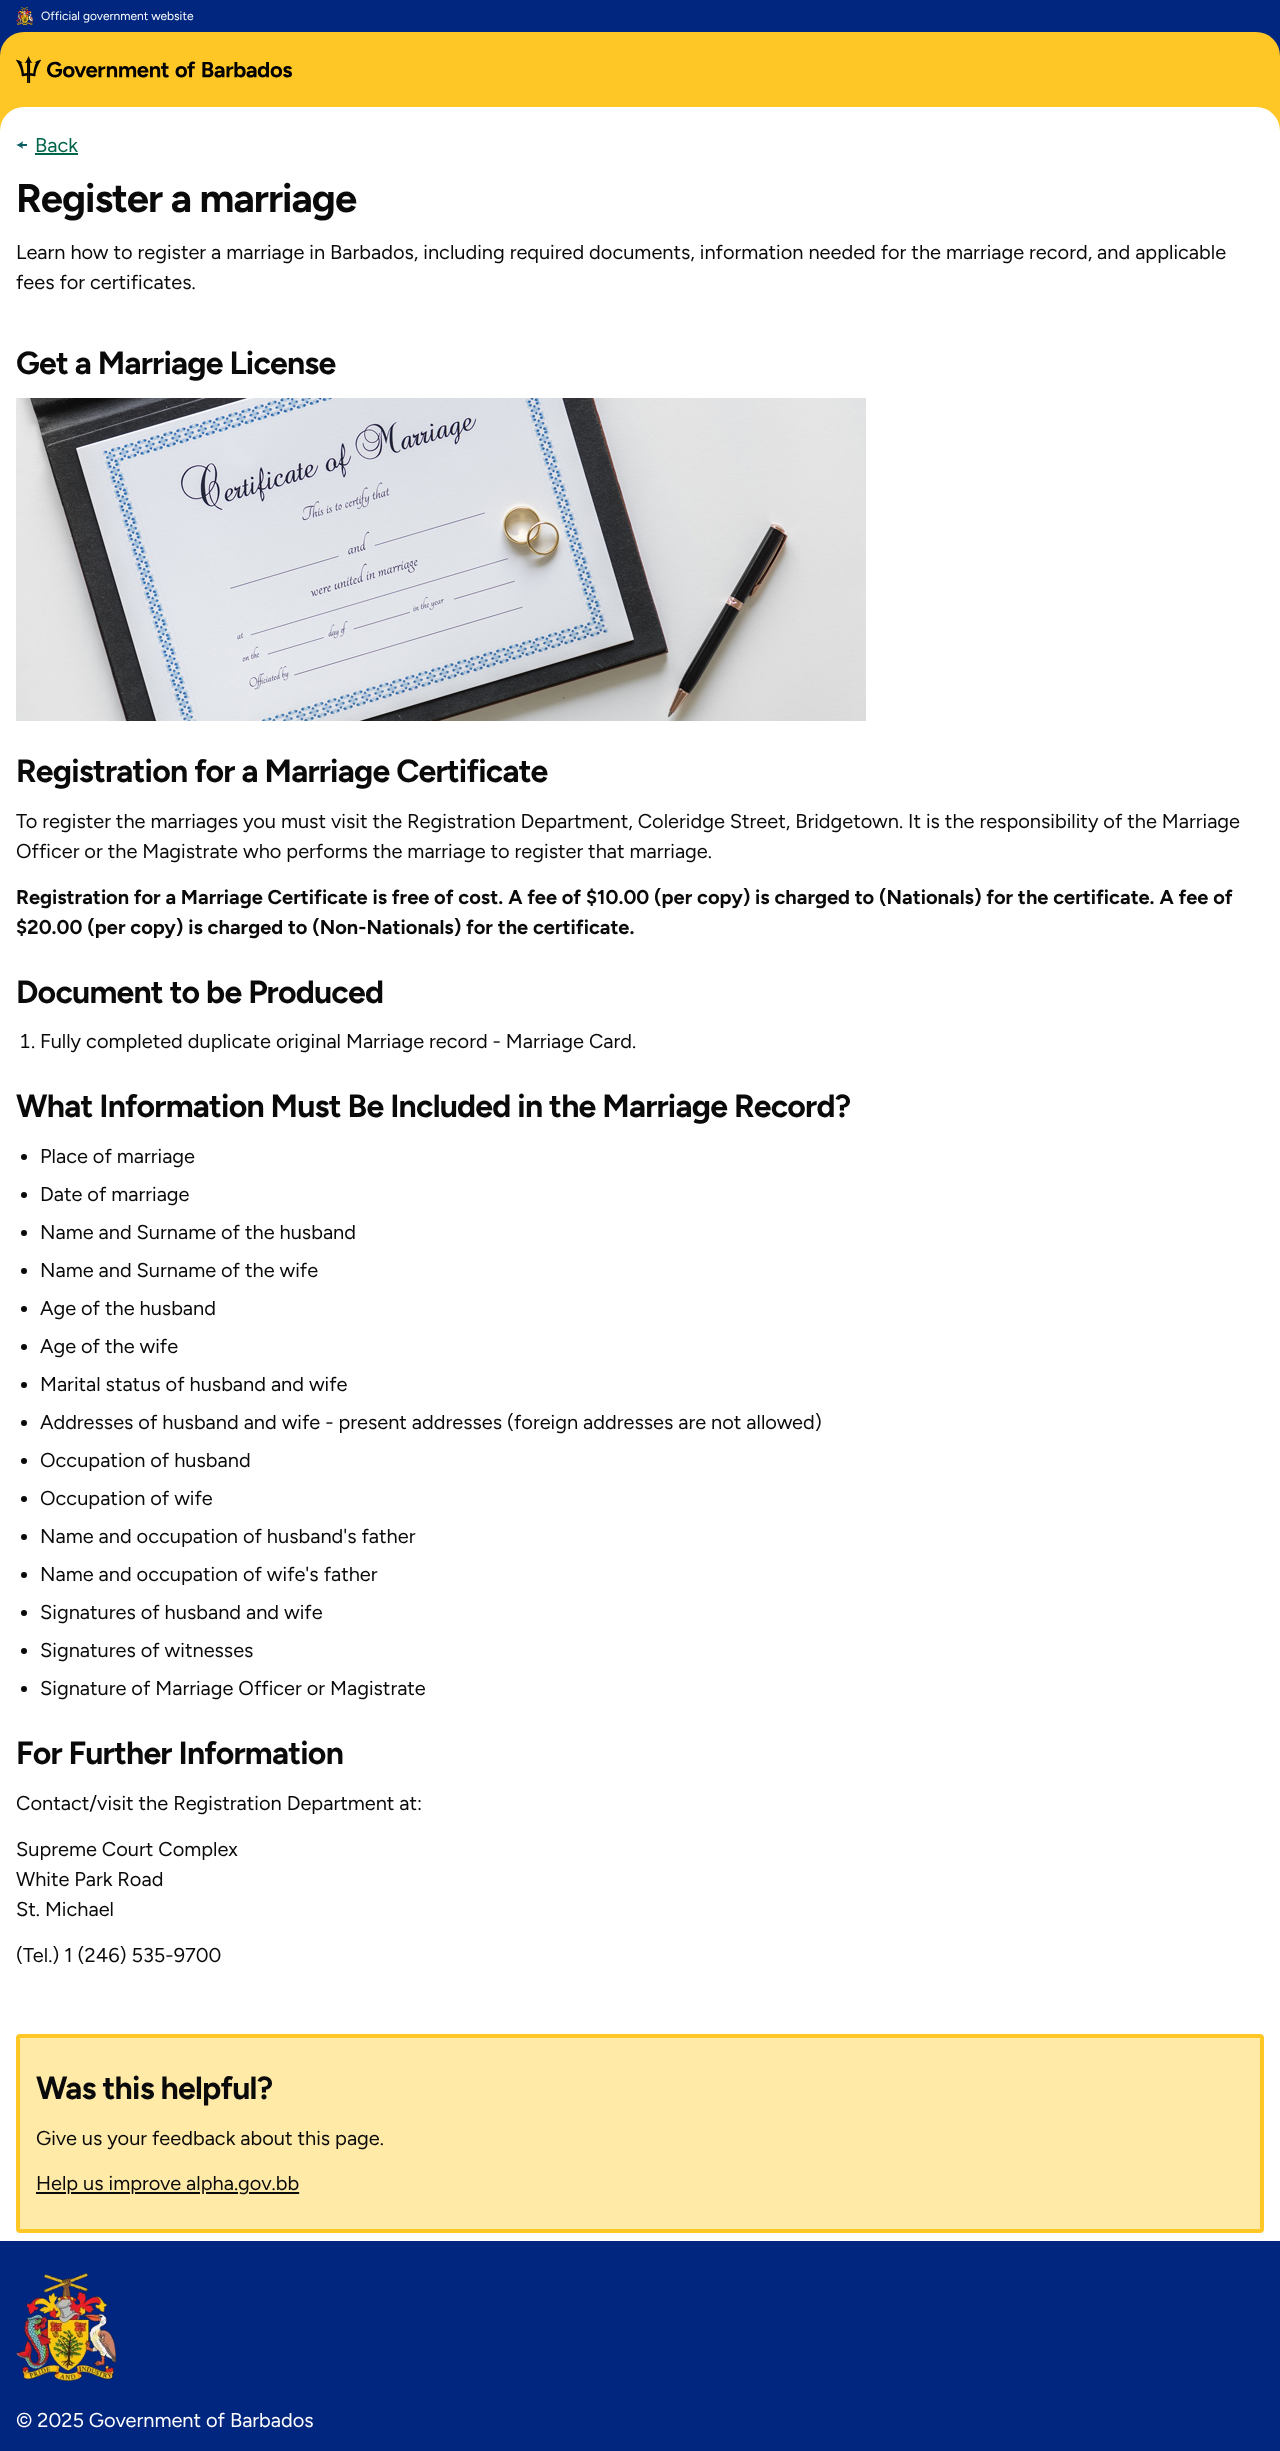 Official government website
Government of Barbados
Back
Register a marriage
Learn how to register a marriage in Barbados, including required documents, information needed for the marriage record, and applicable
fees for certificates.
Get a Marriage License
Certificate of Marriage
This is to certify that
and
were united in marriage
at
on the
day of
in the year
Officiated by
Registration for a Marriage Certificate
To register the marriages you must visit the Registration Department, Coleridge Street, Bridgetown. It is the responsibility of the Marriage
Officer or the Magistrate who performs the marriage to register that marriage.
Registration for a Marriage Certificate is free of cost. A fee of $10.00 (per copy) is charged to (Nationals) for the certificate. A fee of
$20.00 (per copy) is charged to (Non-Nationals) for the certificate.
Document to be Produced
1. Fully completed duplicate original Marriage record - Marriage Card.
What Information Must Be Included in the Marriage Record?
• Place of marriage
• Date of marriage
• Name and Surname of the husband
• Name and Surname of the wife
• Age of the husband
• Age of the wife
• Marital status of husband and wife
• Addresses of husband and wife - present addresses (foreign addresses are not allowed)
• Occupation of husband
• Occupation of wife
• Name and occupation of husband's father
• Name and occupation of wife's father
• Signatures of husband and wife
• Signatures of witnesses
• Signature of Marriage Officer or Magistrate
For Further Information
Contact/visit the Registration Department at:
Supreme Court Complex
White Park Road
St. Michael
(Tel.) 1 (246) 535-9700
Was this helpful?
Give us your feedback about this page.
Help us improve alpha.gov.bb
PRIDE AND INDUSTRY
© 2025 Government of Barbados